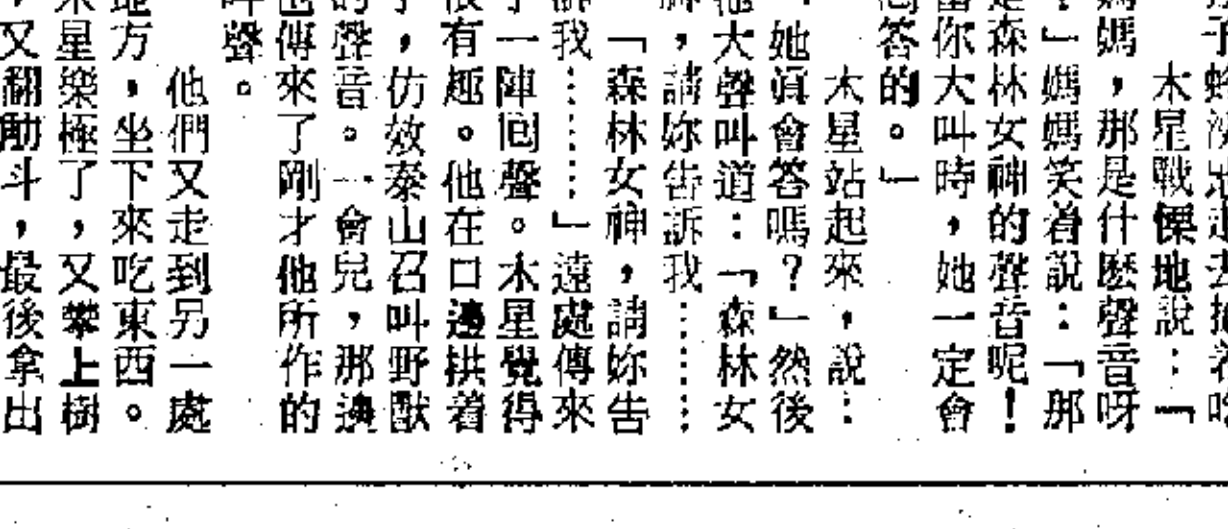 子
木星戰慄地說：「
媽媽，那是什麼聲音呀
？」媽媽笑着說：「那
是森林女神的聲音呢！
當你大叫時，她一定會
回答的。」
木星站起來，說：
她真會答嗎？」然後
他大聲叫道：「森林女
神，請妳告訴我……
「森林女神，請妳告
訴我……」遠處傳來
了一陣回聲。木星覺得
很有趣。他在口邊拱着
手，仿效泰山召叫野獸
的聲音。一會兒，那邊
也傳來了剛才他所作的
叫聲。
他們又走到另一處
地方，坐下來吃東西。
木星樂極了，又攀上樹
，又翻觔斗，最後拿出